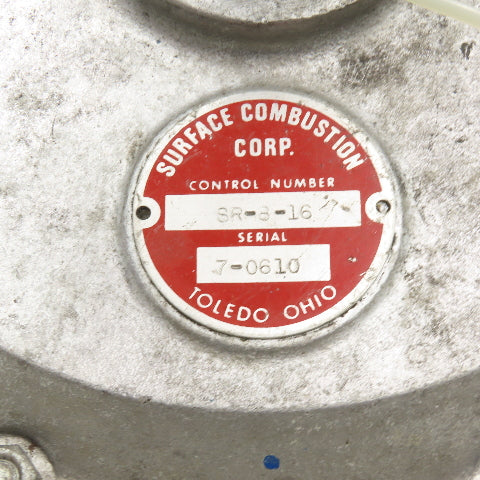 SURFACE COMBUSTION
CORP.
CONTROL NUMBER
SR-8-16
SERIAL
7-0610
TOLEDO OHIO